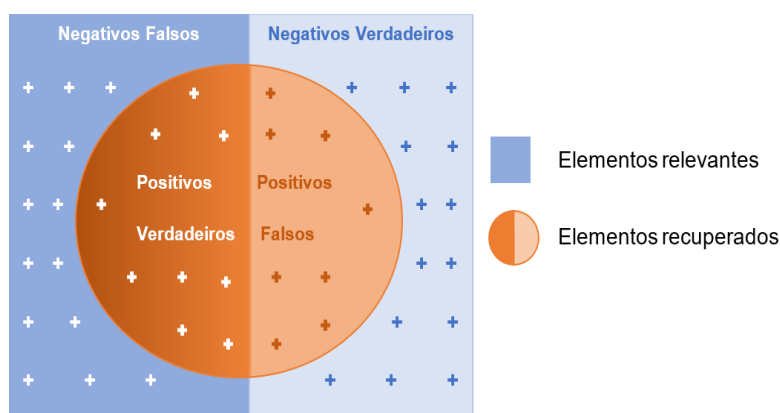 Negativos Falsos
Negativos Verdadeiros
Positivos
Verdadeiros
Positivos
Falsos
Elementos relevantes
Elementos recuperados